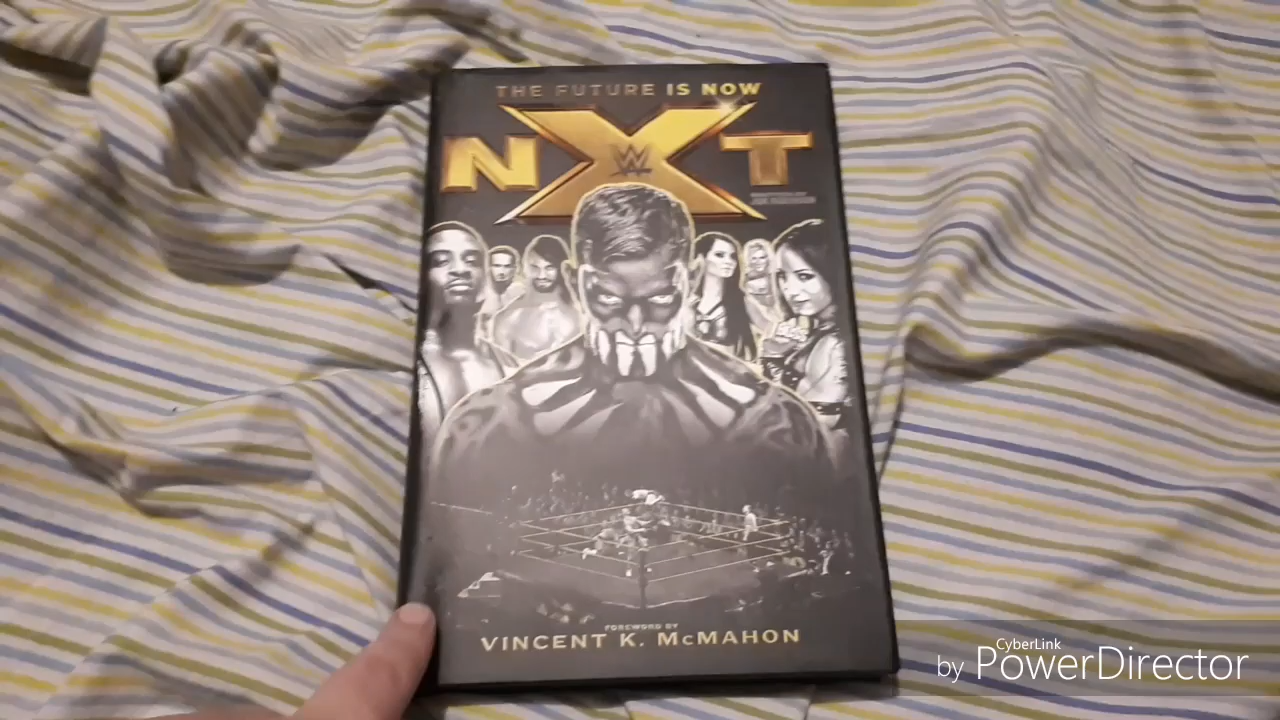 THE FUTURE IS NOW
NXT
W
FOREWORD BY
VINCENT K. McMAHON
CyberLink
by PowerDirector